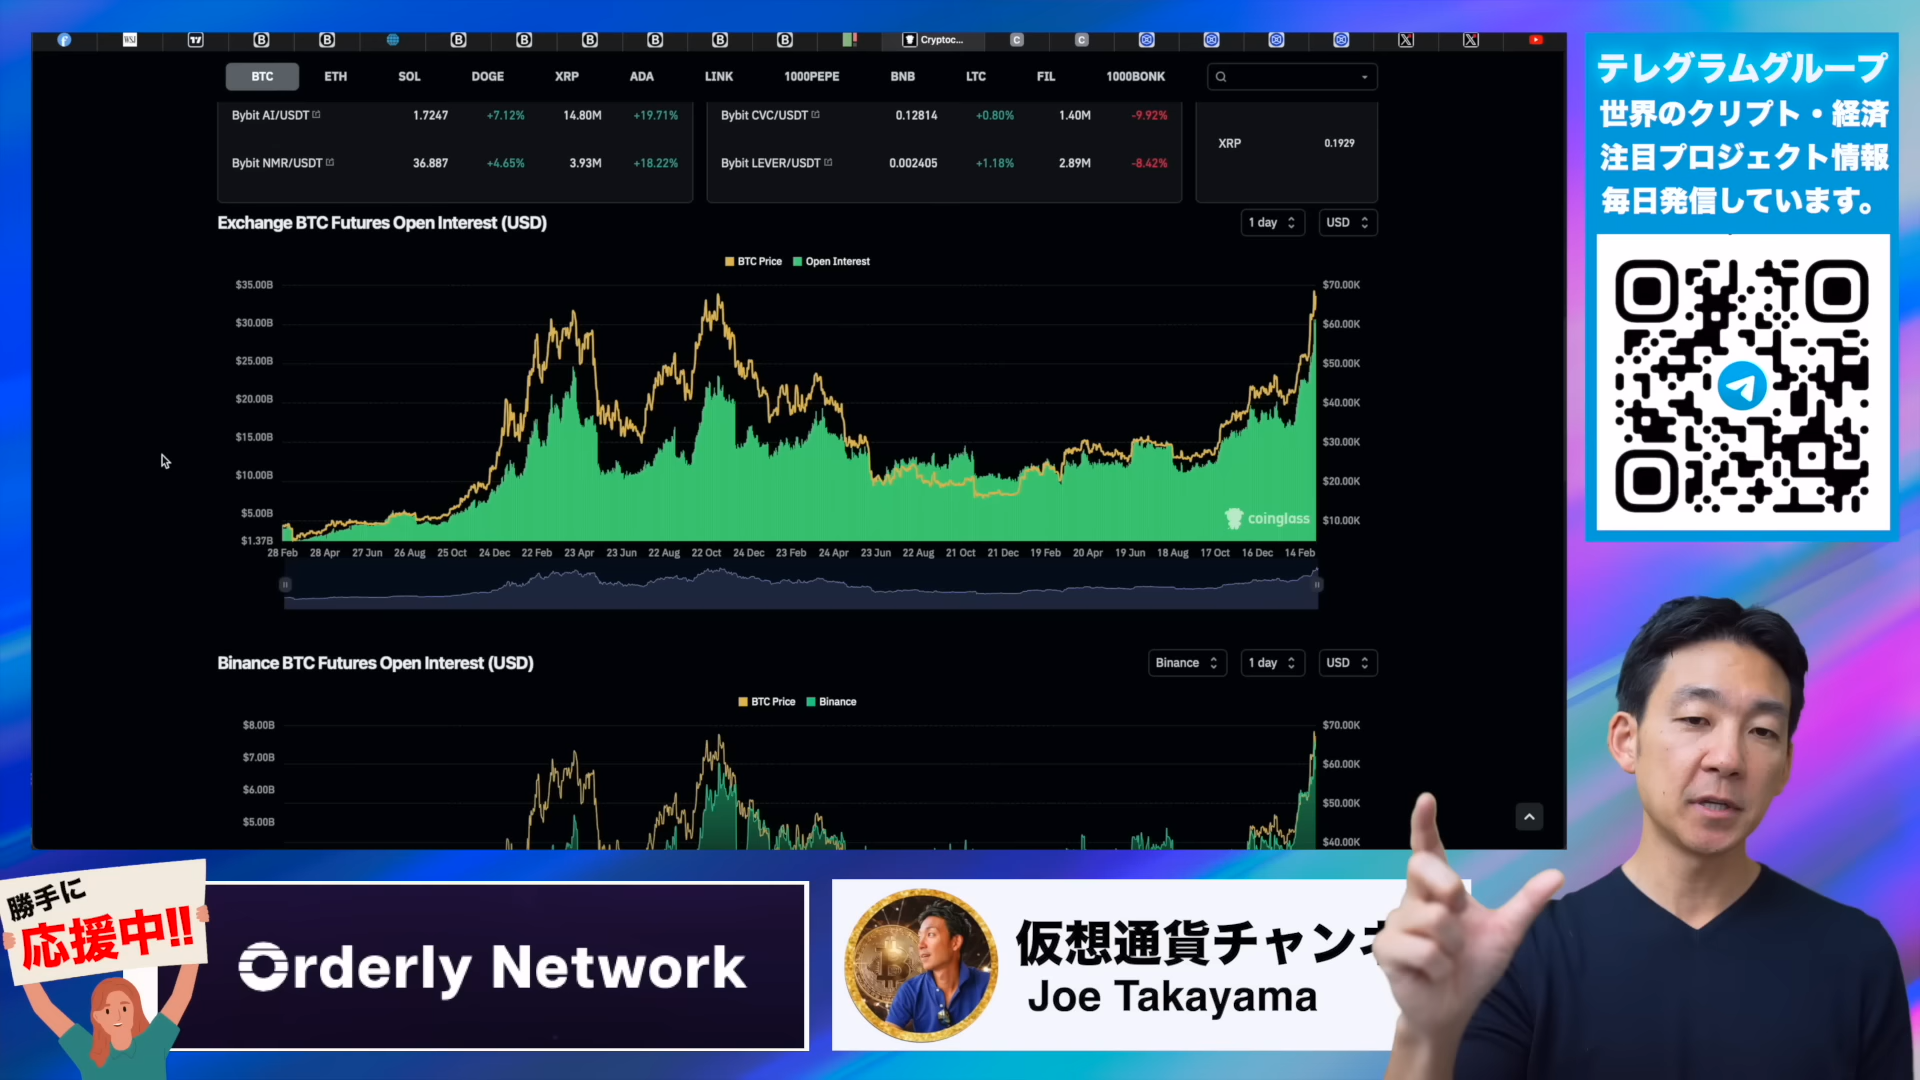 Cryptoc...
BTC ETH SOL DOGE XRP ADA LINK 1000PEPE BNB LTC FIL 1000BONK
Bybit AI/USDT 1.7247 +7.12% 14.80M +19.71%
Bybit NMR/USDT 36.887 +4.65% 3.93M +18.22%
Bybit CVC/USDT 0.12814 +0.80% 1.40M -9.92%
Bybit LEVER/USDT 0.002405 +1.18% 2.89M -8.42%
XRP 0.1929
Exchange BTC Futures Open Interest (USD)
1 day USD
BTC Price Open Interest
$35.00B
$30.00B
$25.00B
$20.00B
$15.00B
$10.00B
$5.00B
$1.37B
$70.00K
$60.00K
$50.00K
$40.00K
$30.00K
$20.00K
$10.00K
coinglass
28 Feb 28 Apr 27 Jun 26 Aug 25 Oct 24 Dec 22 Feb 23 Apr 23 Jun 22 Aug 22 Oct 24 Dec 23 Feb 24 Apr 23 Jun 22 Aug 21 Oct 21 Dec 19 Feb 20 Apr 19 Jun 18 Aug 17 Oct 16 Dec 14 Feb
Binance BTC Futures Open Interest (USD)
Binance 1 day USD
BTC Price Binance
$8.00B
$7.00B
$6.00B
$5.00B
$70.00K
$60.00K
$50.00K
$40.00K
テレグラムグループ
世界のクリプト・経済
注目プロジェクト情報
毎日発信しています。
勝手に
応援中!!
Orderly Network
仮想通貨チャンネ
Joe Takayama